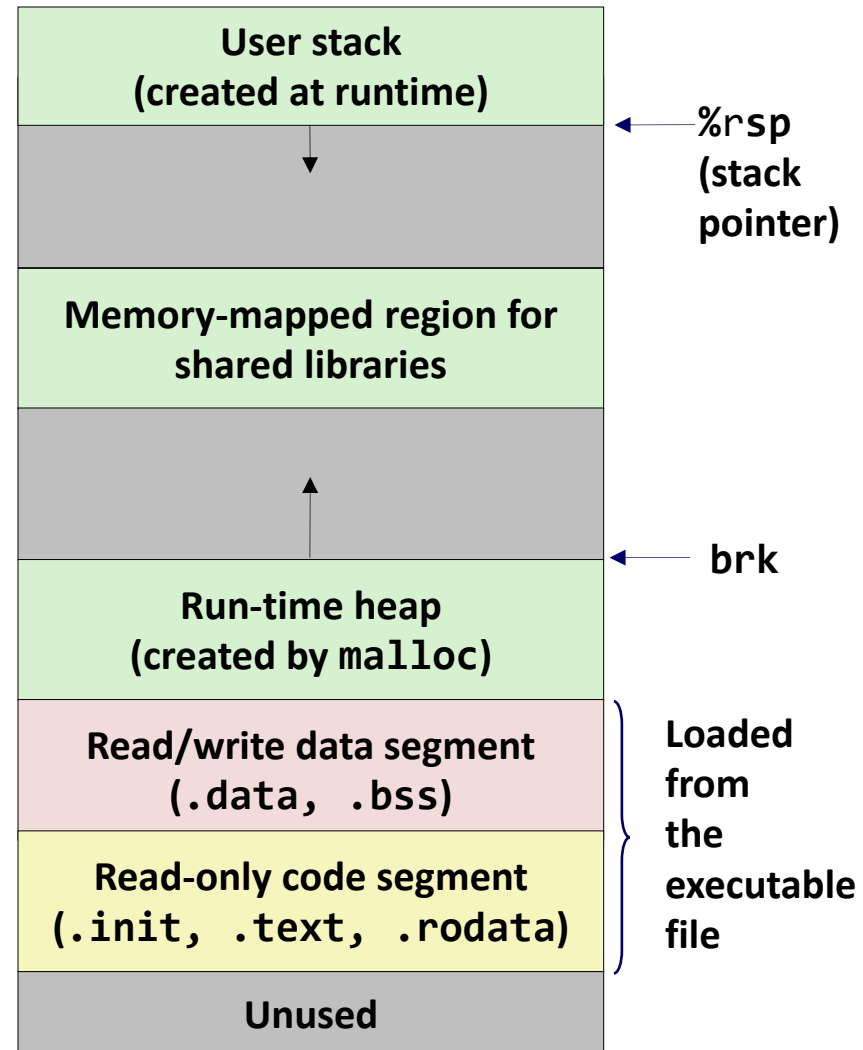 User stack
(created at runtime)
%rsp
(stack
pointer)
Memory-mapped region for
shared libraries
brk
Run-time heap
(created by malloc)
Read/write data segment
(.data, .bss)
Loaded
from
the
executable
file
Read-only code segment
(.init, .text, .rodata)
Unused